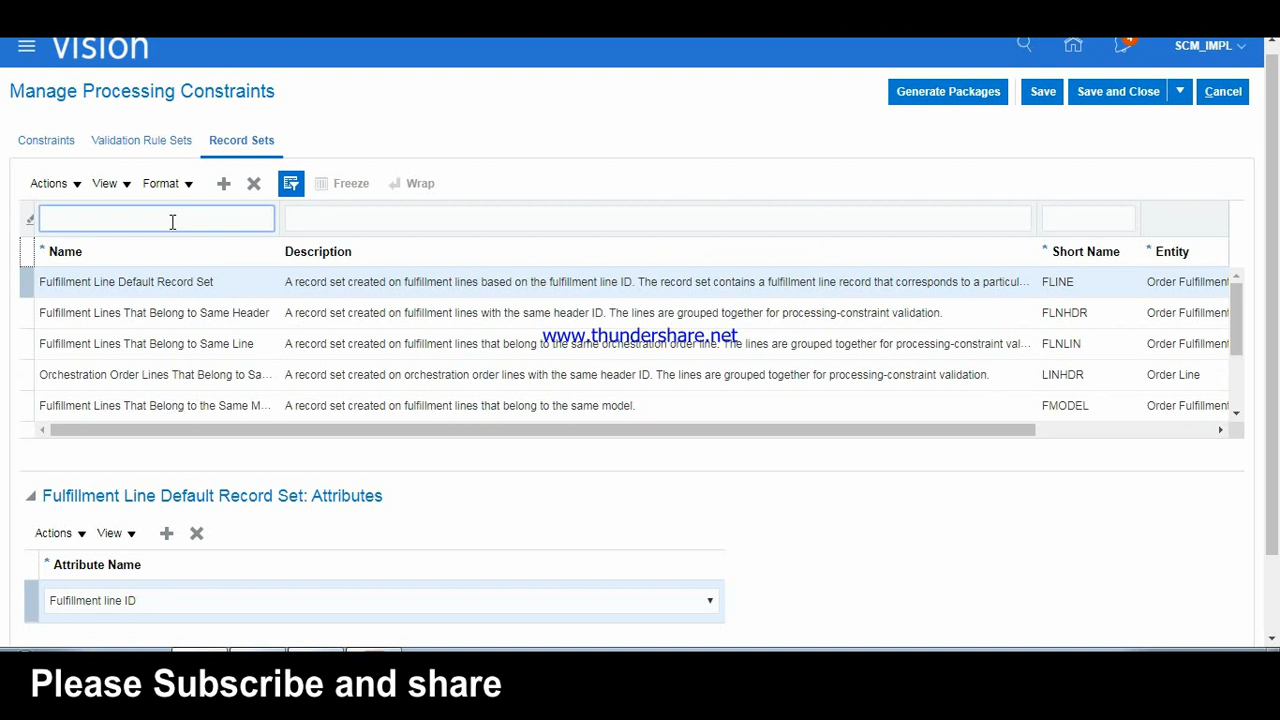 Vision
4
SCM_IMPL
Manage Processing Constraints
Generate Packages
Save
Save and Close
Cancel
Constraints
Validation Rule Sets
Record Sets
Actions
View
Format
Freeze
Wrap
* Name
Description
* Short Name
* Entity
Fulfillment Line Default Record Set
A record set created on fulfillment lines based on the fulfillment line ID. The record set contains a fulfillment line record that corresponds to a particul...
FLINE
Order Fulfillment
Fulfillment Lines That Belong to Same Header
A record set created on fulfillment lines with the same header ID. The lines are grouped together for processing-constraint validation.
FLNHDR
Order Fulfillment
www.thundershare.net
Fulfillment Lines That Belong to Same Line
A record set created on fulfillment lines that belong to the same orchestration order line. The lines are grouped together for processing-constraint val...
FLNLIN
Order Fulfillment
Orchestration Order Lines That Belong to Sa...
A record set created on orchestration order lines with the same header ID. The lines are grouped together for processing-constraint validation.
LINHDR
Order Line
Fulfillment Lines That Belong to the Same M...
A record set created on fulfillment lines that belong to the same model.
FMODEL
Order Fulfillment
Fulfillment Line Default Record Set: Attributes
Actions
View
* Attribute Name
Fulfillment line ID
Please Subscribe and share